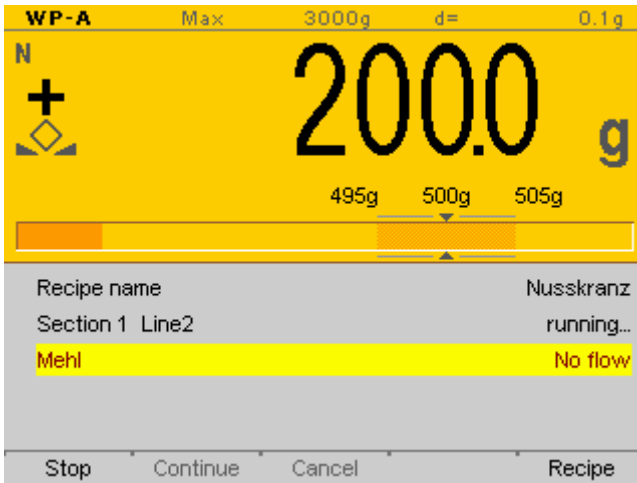 WP-A Max 3000g d= 0.1g
N
+
200.0 g
495g 500g 505g
Recipe name Nusskranz
Section 1 Line2 running...
Mehl No flow
Stop Continue Cancel Recipe